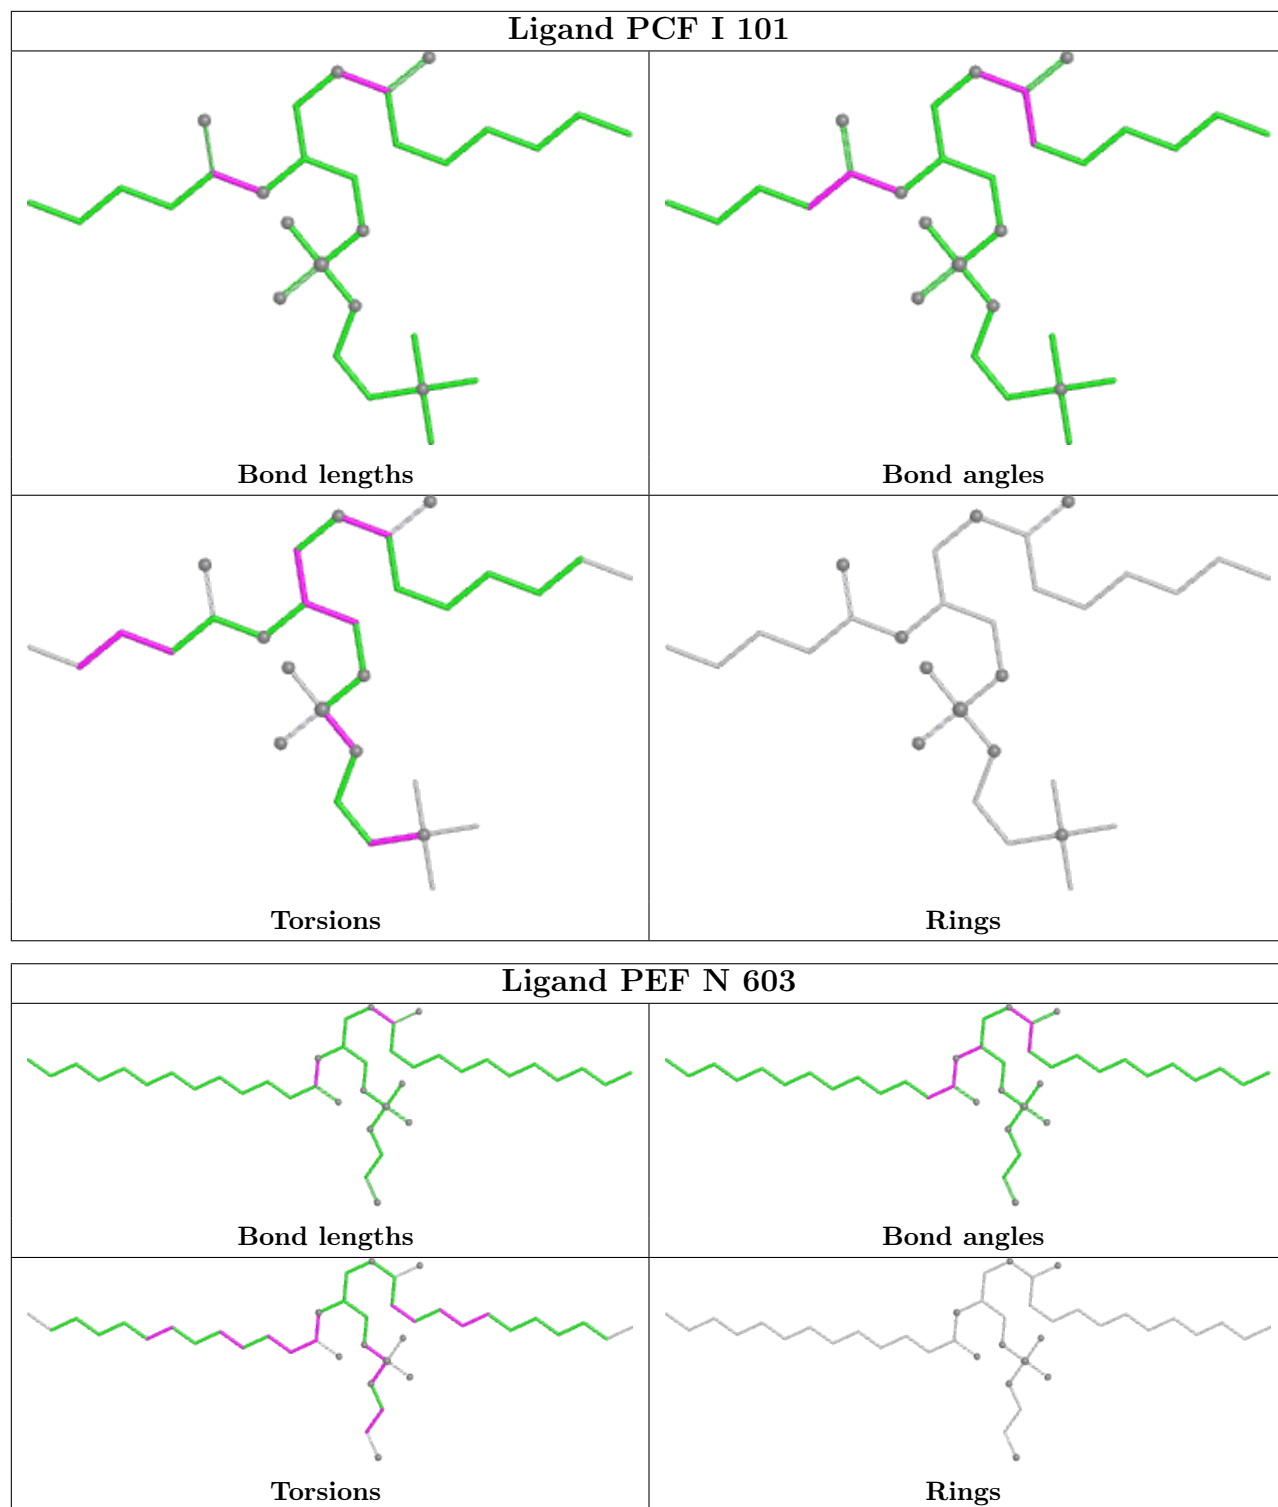 Ligand PCF I 101
Bond lengths
Bond angles
Torsions
Rings
Ligand PEF N 603
Bond lengths
Bond angles
Torsions
Rings